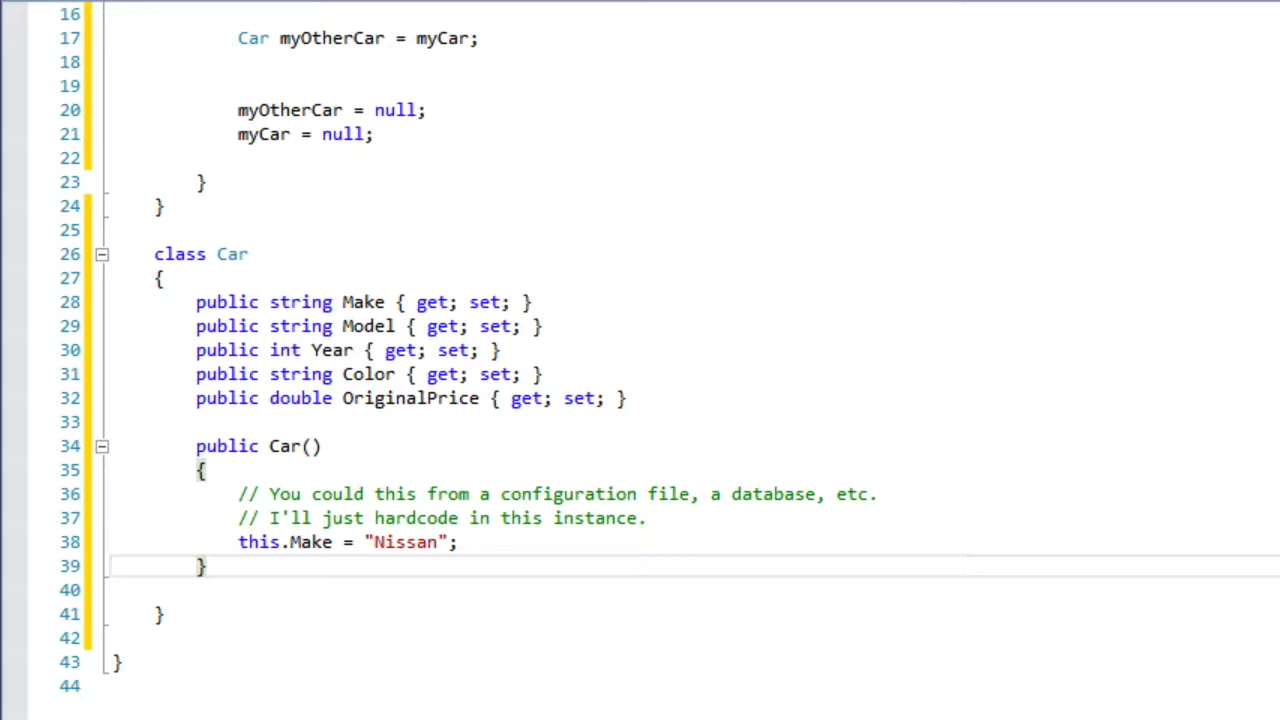 16
17 Car myOtherCar = myCar;
18
19
20 myOtherCar = null;
21 myCar = null;
22
23 }
24 }
25
26 class Car
27 {
28 public string Make { get; set; }
29 public string Model { get; set; }
30 public int Year { get; set; }
31 public string Color { get; set; }
32 public double OriginalPrice { get; set; }
33
34 public Car()
35 {
36 // You could this from a configuration file, a database, etc.
37 // I'll just hardcode in this instance.
38 this.Make = "Nissan";
39 }
40
41 }
42
43 }
44